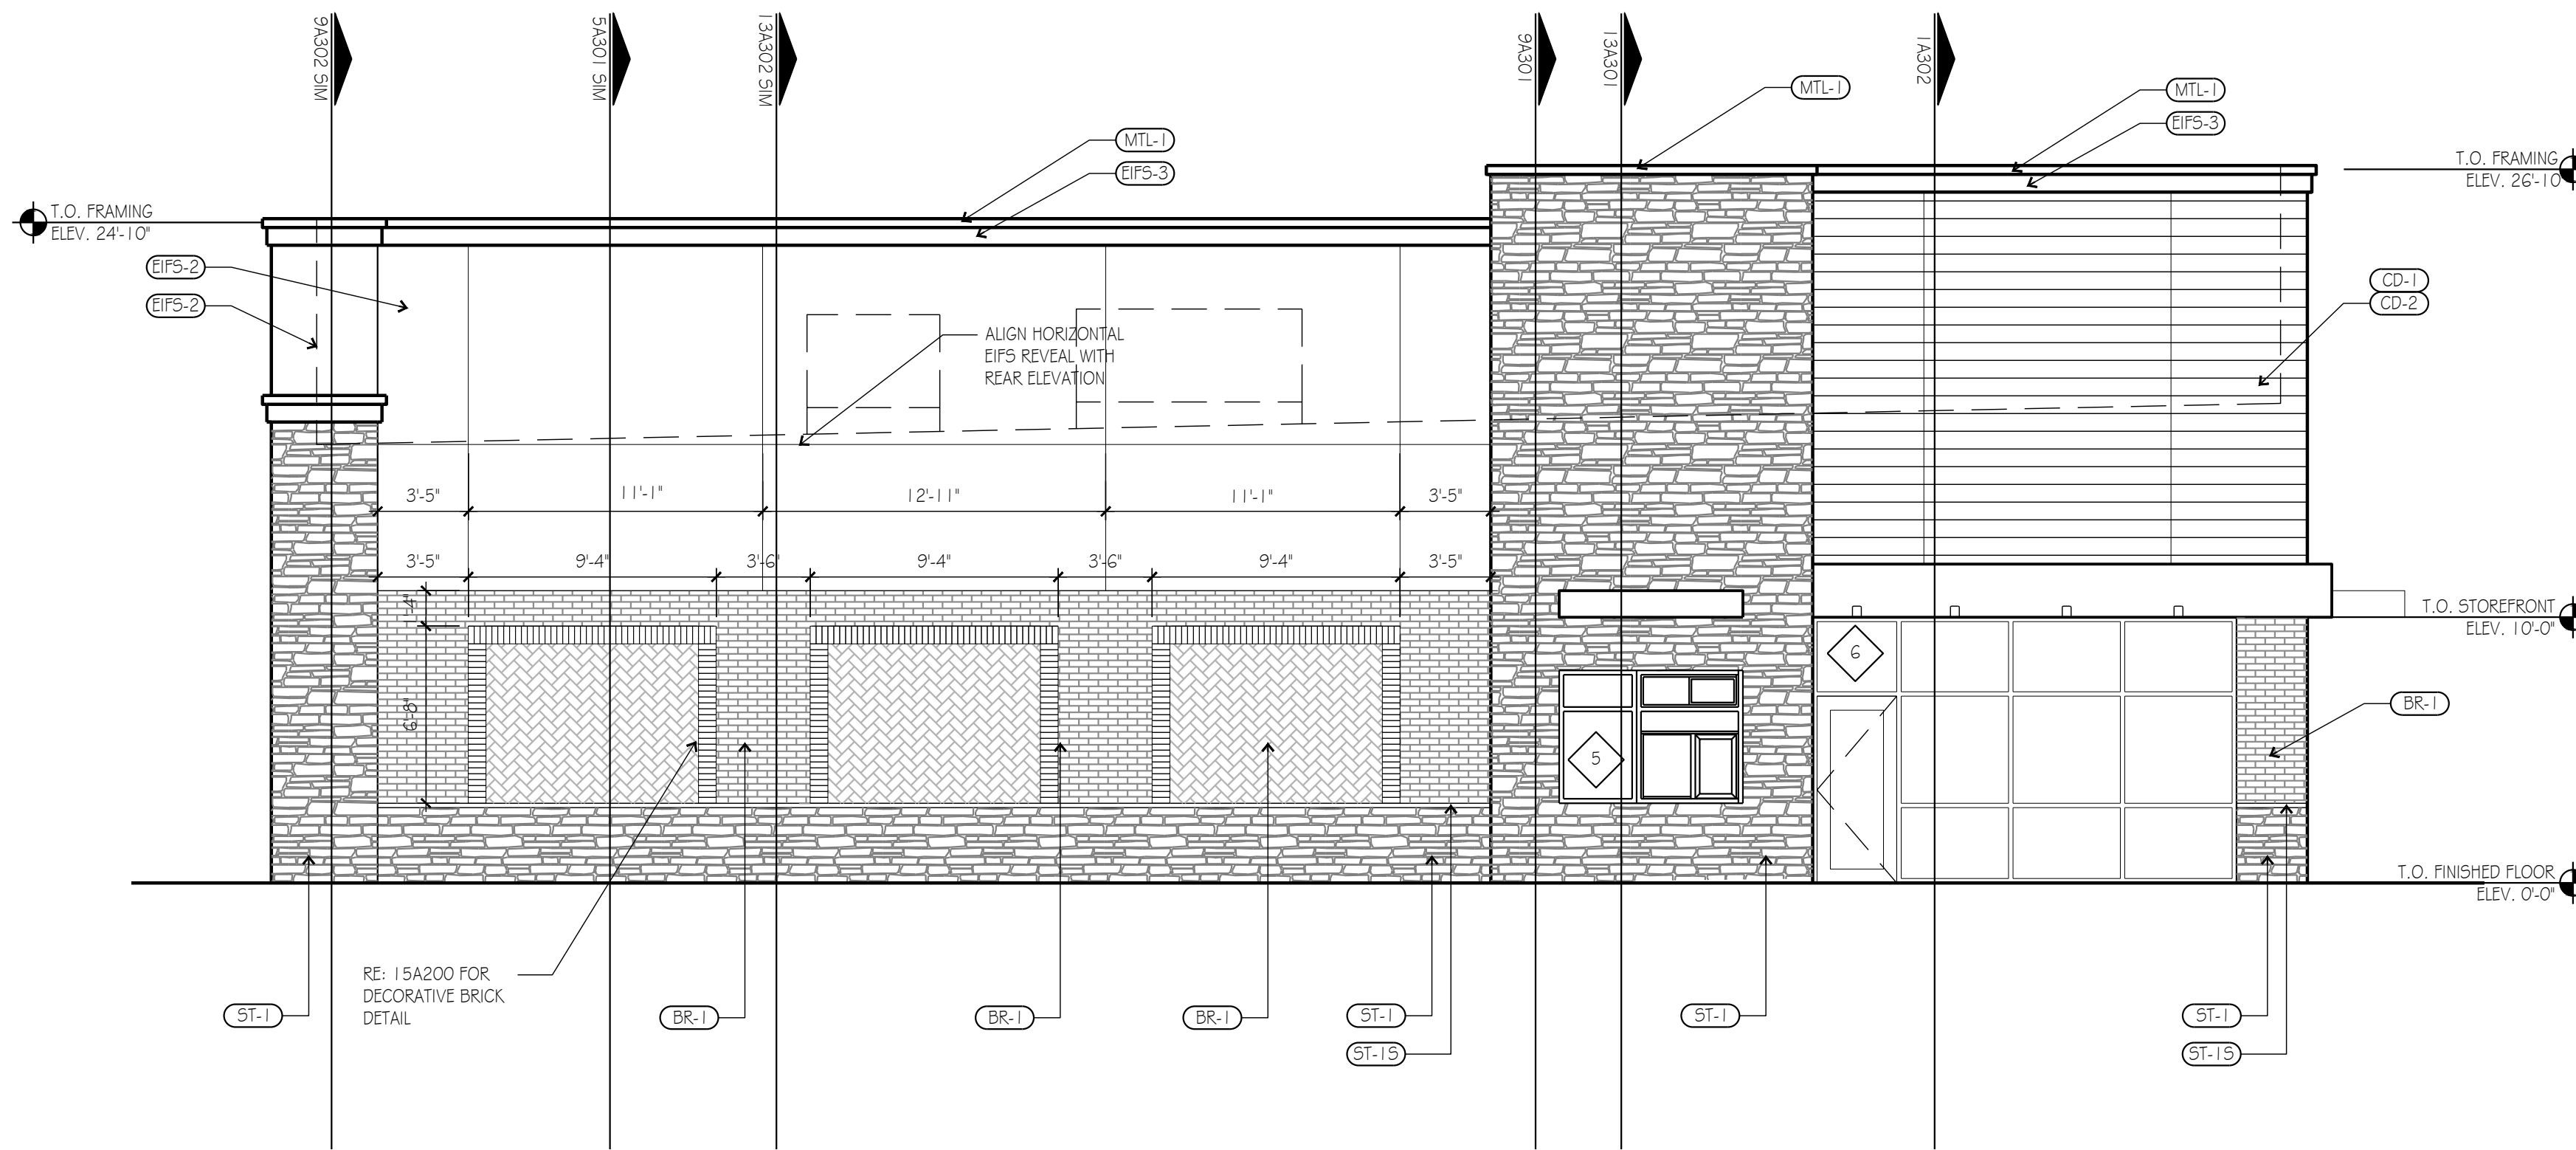 9A302 SIM
5A301 SIM
13A302 SIM
9A301
13A301
1A302
MTL-1
MTL-1
EIFS-3
MTL-1
EIFS-3
T.O. FRAMING
ELEV. 26'-10
T.O. FRAMING
ELEV. 24'-10"
EIFS-2
EIFS-2
CD-1
CD-2
ALIGN HORIZONTAL
EIFS REVEAL WITH
REAR ELEVATION
3'-5"
11'-1"
12'-11"
11'-1"
3'-5"
3'-5"
9'-4"
3'-6"
9'-4"
3'-6"
9'-4"
3'-5"
1'-4"
6'-8"
T.O. STOREFRONT
ELEV. 10'-0"
6
5
BR-1
T.O. FINISHED FLOOR
ELEV. 0'-0"
RE: 15A200 FOR
DECORATIVE BRICK
DETAIL
ST-1
BR-1
BR-1
BR-1
ST-1
ST-1S
ST-1
ST-1
ST-1S